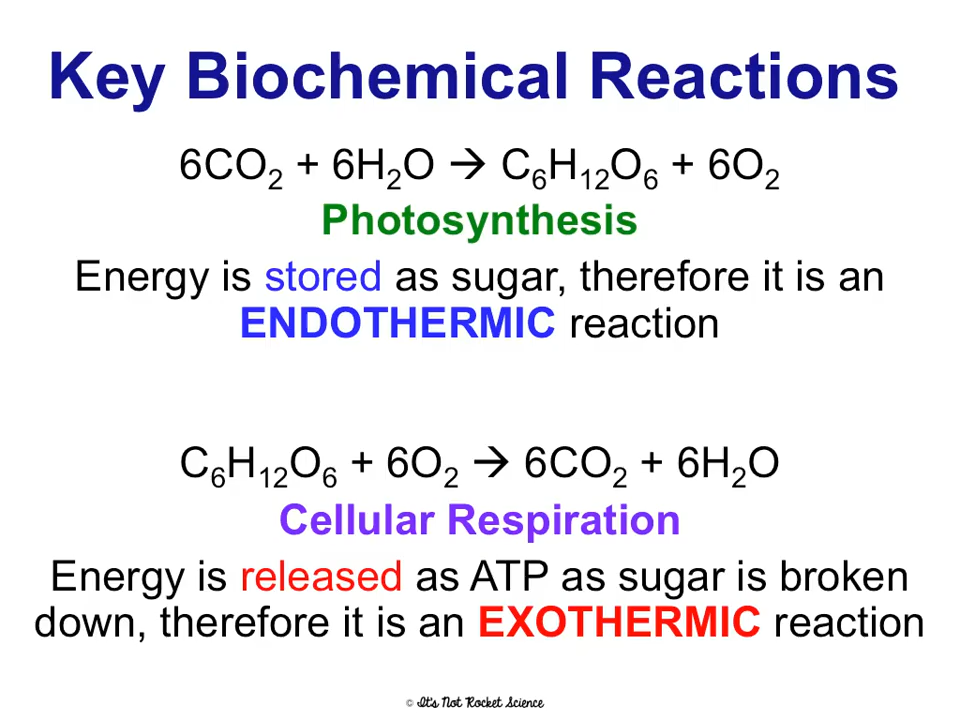 Key Biochemical Reactions
6CO₂ + 6H₂O → C₆H₁₂O₆ + 6O₂
Photosynthesis
Energy is stored as sugar, therefore it is an
ENDOTHERMIC reaction
C₆H₁₂O₆ + 6O₂ → 6CO₂ + 6H₂O
Cellular Respiration
Energy is released as ATP as sugar is broken
down, therefore it is an EXOTHERMIC reaction
© It's Not Rocket Science